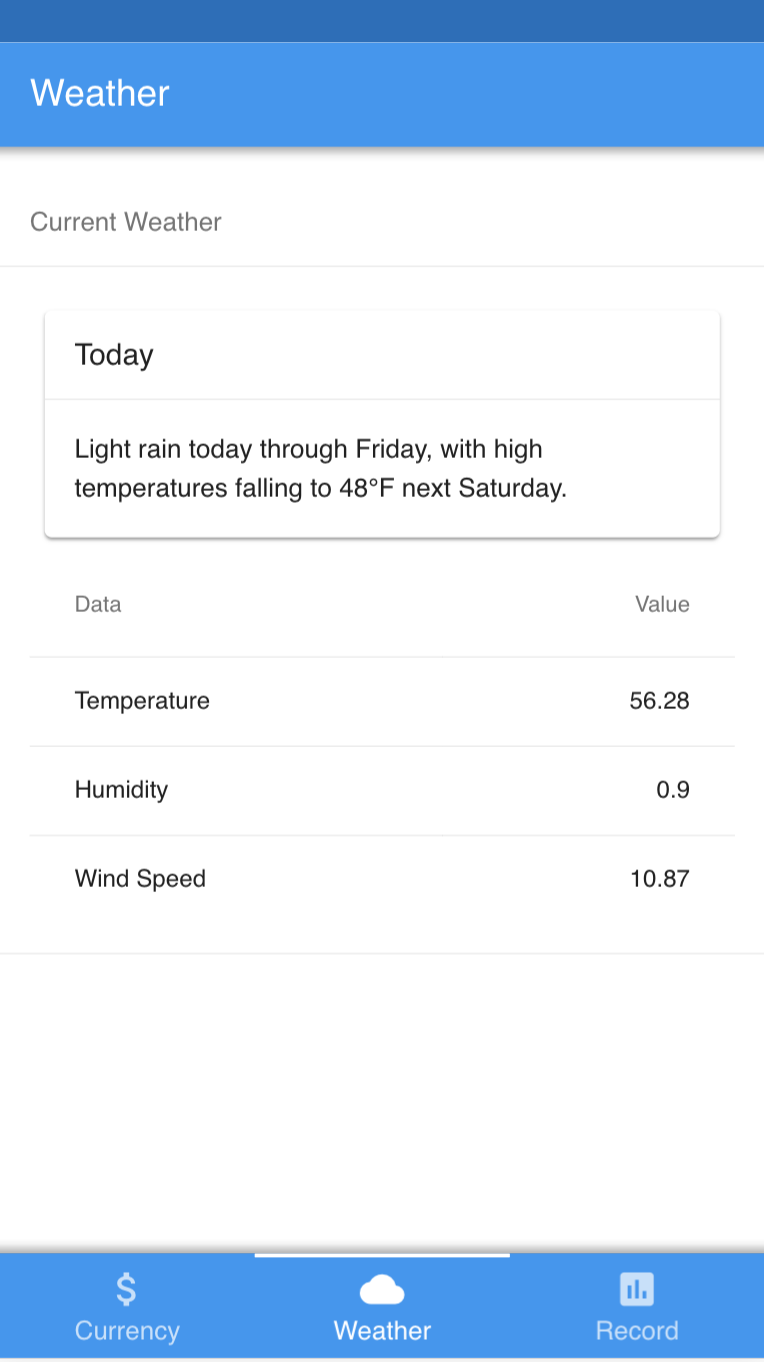 Weather
Current Weather
Today
Light rain today through Friday, with high
temperatures falling to 48°F next Saturday.
Data Value
Temperature 56.28
Humidity 0.9
Wind Speed 10.87
Currency Weather Record